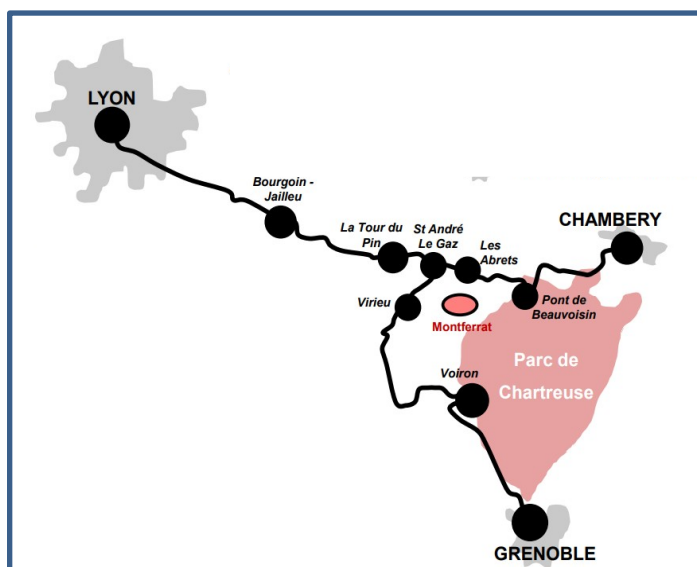 LYON
Bourgoin -
Jailleu
La Tour du
Pin
St André
Le Gaz
Les
Abrets
CHAMBERY
Virieu
Montferrat
Pont de
Beauvoisin
Voiron
Parc de
Chartreuse
GRENOBLE